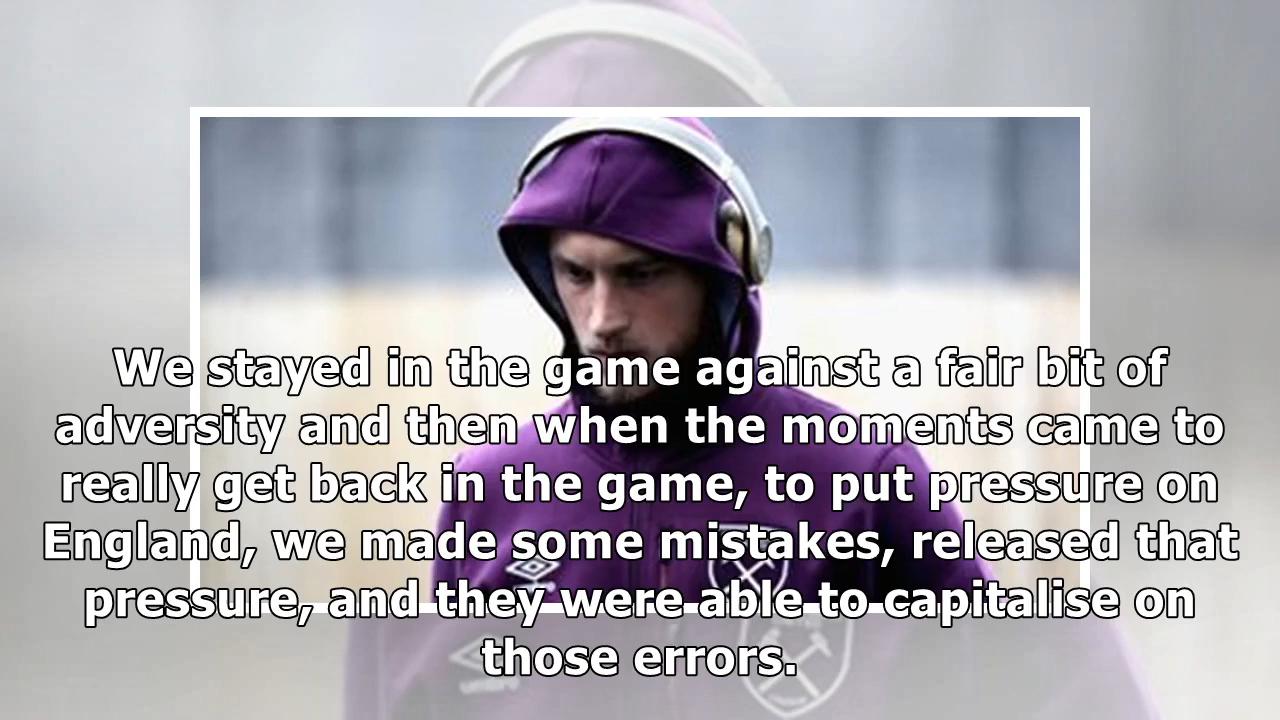 We stayed in the game against a fair bit of
adversity and then when the moments came to
really get back in the game, to put pressure on
England, we made some mistakes, released that
pressure, and they were able to capitalise on
those errors.